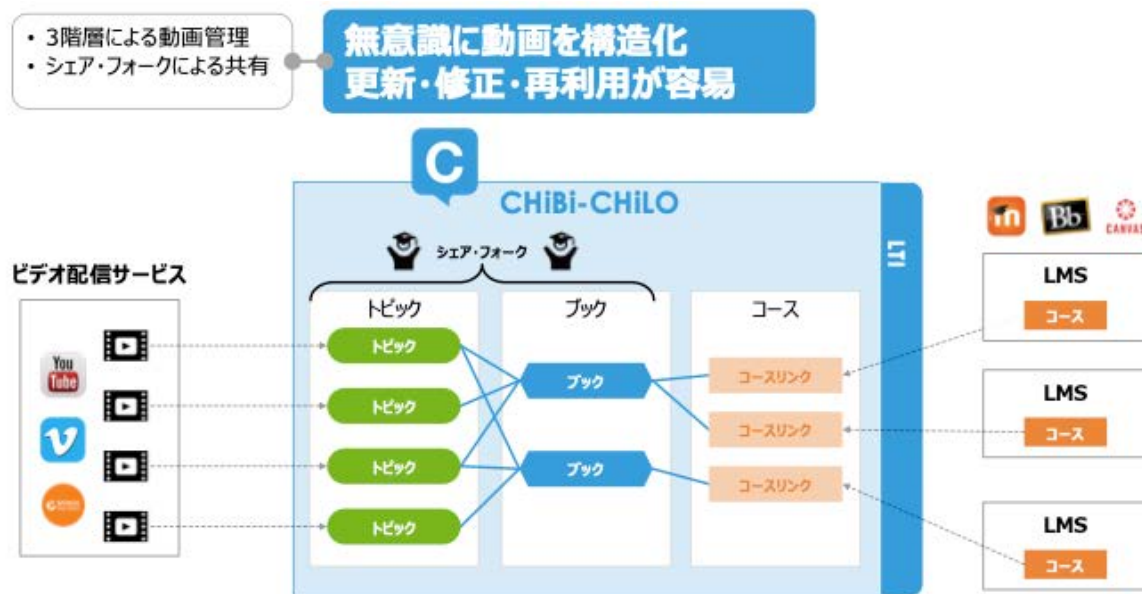 • 3階層による動画管理
• シェア・フォークによる共有
無意識に動画を構造化
更新・修正・再利用が容易
C
CHiBi-CHiLO
LTI
シェア・フォーク
ビデオ配信サービス
You
Tube
トピック
トピック
トピック
トピック
トピック
ブック
ブック
ブック
コース
コースリンク
コースリンク
コースリンク
m
Bb
CANVAS
LMS
コース
LMS
コース
LMS
コース